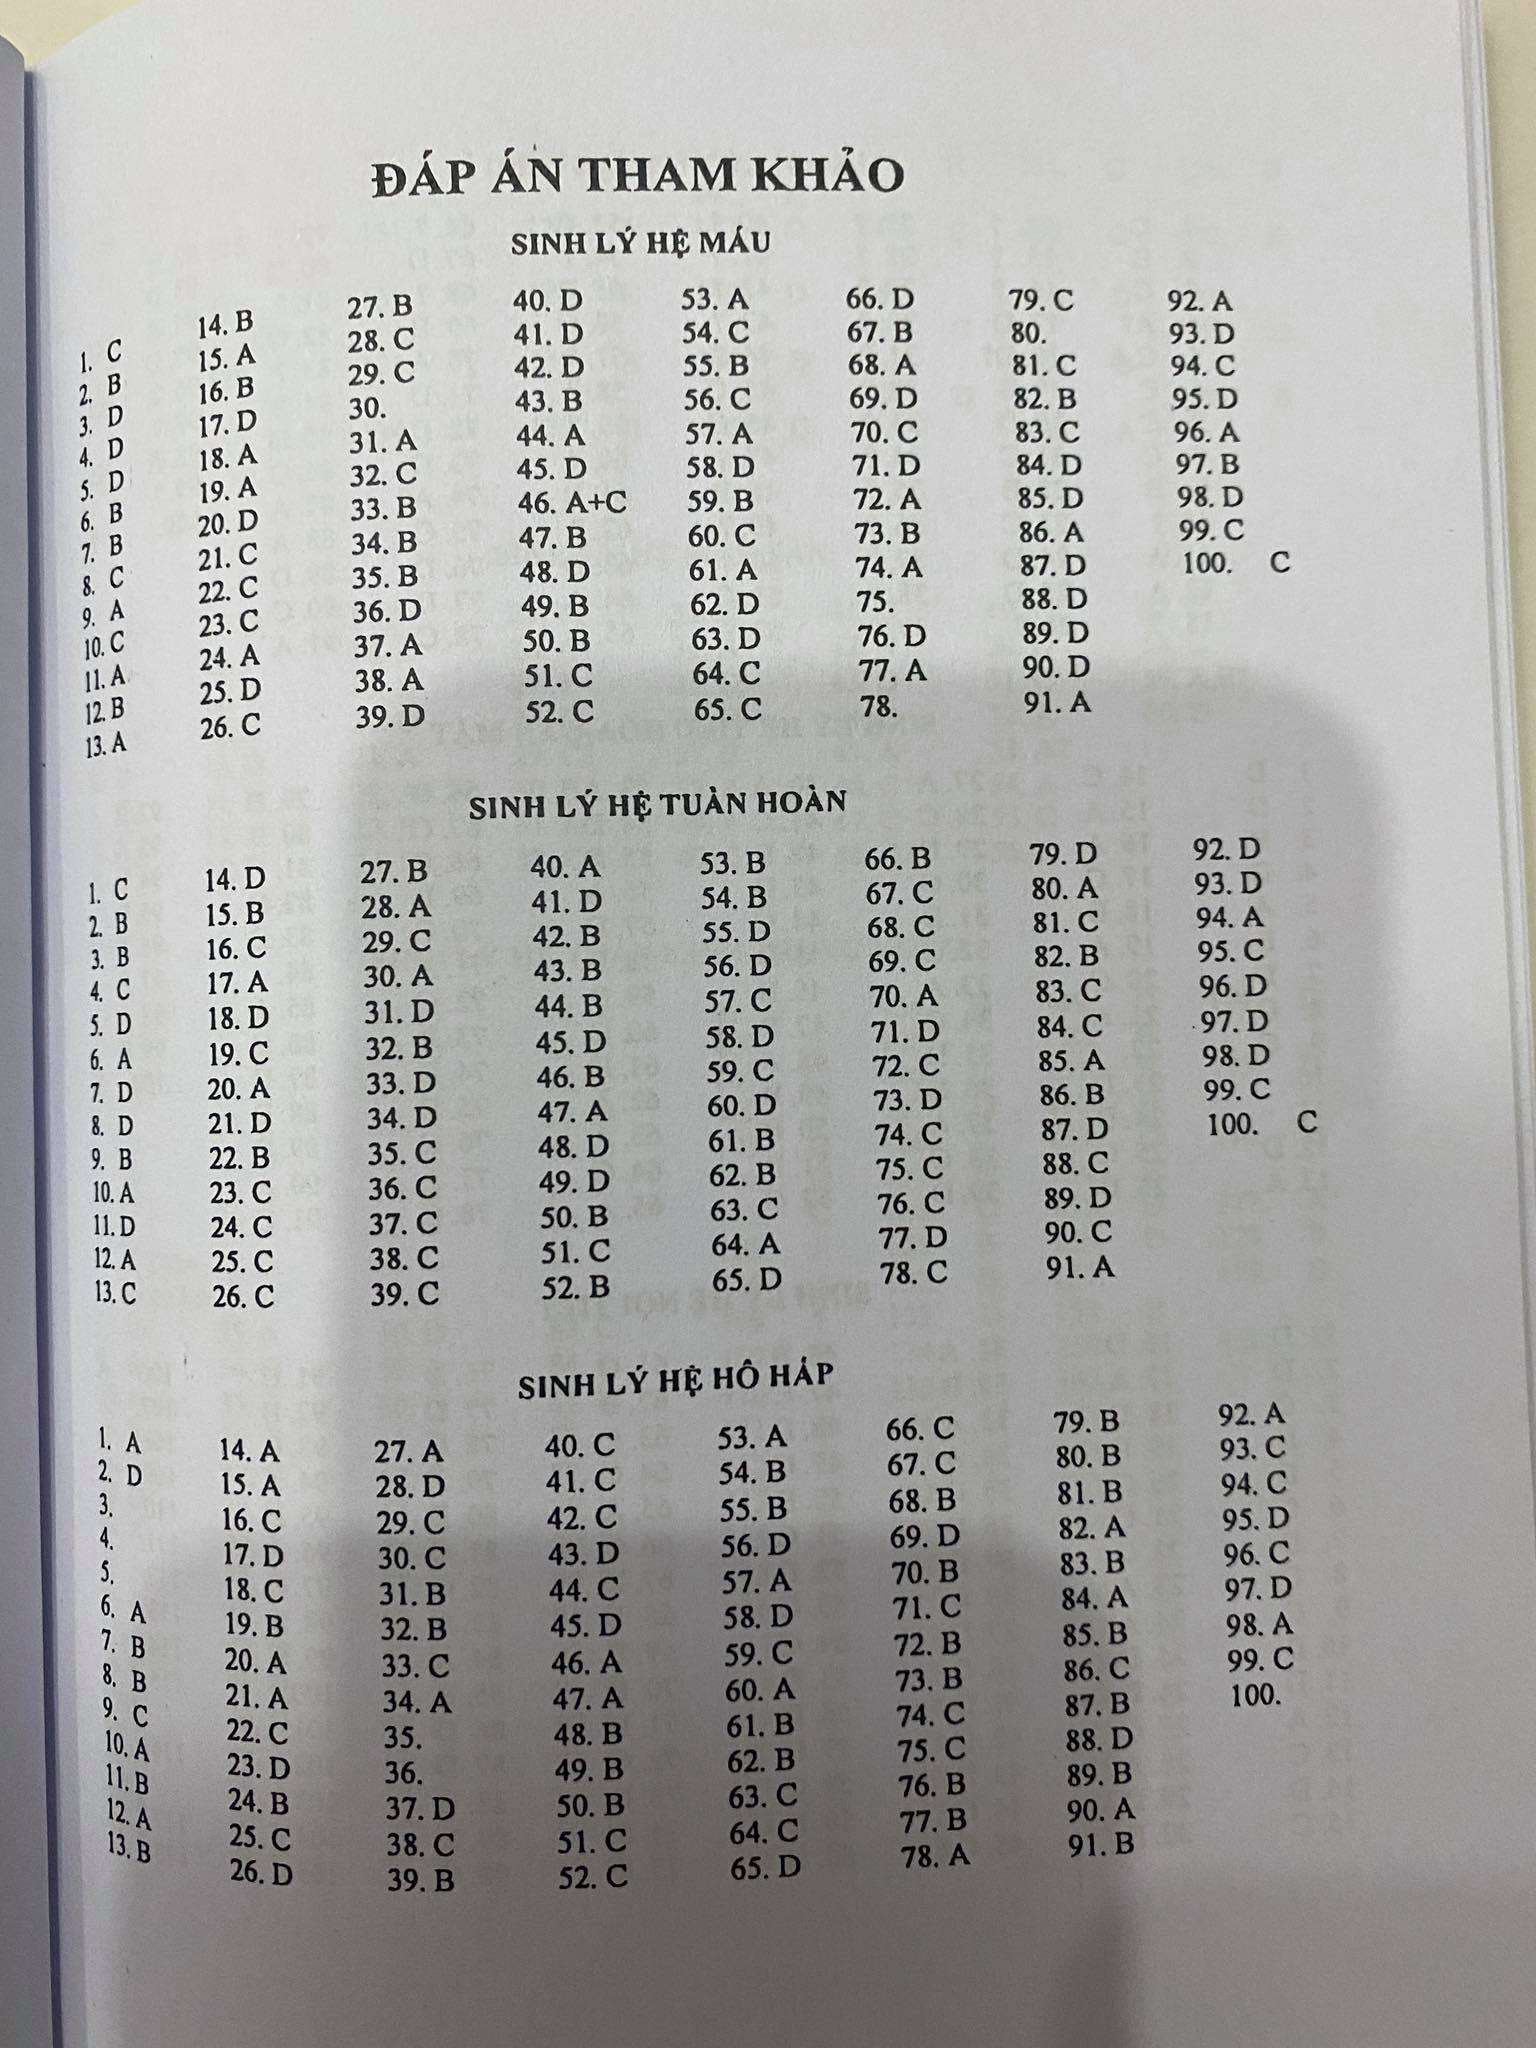 ĐÁP ÁN THAM KHẢO
SINH LÝ HỆ MÁU
1. C 14. B 27. B 40. D 53. A 66. D 79. C 92. A
2. B 15. A 28. C 41. D 54. C 67. B 80. 93. D
3. D 16. B 29. C 42. D 55. B 68. A 81. C 94. C
4. D 17. D 30. 43. B 56. C 69. D 82. B 95. D
5. D 18. A 31. A 44. A 57. A 70. C 83. C 96. A
6. B 19. A 32. C 45. D 58. D 71. D 84. D 97. B
7. B 20. D 33. B 46. A+C 59. B 72. A 85. D 98. D
8. C 21. C 34. B 47. B 60. C 73. B 86. A 99. C
9. A 22. C 35. B 48. D 61. A 74. A 87. D 100. C
10. C 23. C 36. D 49. B 62. D 75. 88. D
11. A 24. A 37. A 50. B 63. D 76. D 89. D
12. B 25. D 38. A 51. C 64. C 77. A 90. D
13. A 26. C 39. D 52. C 65. C 78. 91. A
SINH LÝ HỆ TUẦN HOÀN
1. C 14. D 27. B 40. A 53. B 66. B 79. D 92. D
2. B 15. B 28. A 41. D 54. B 67. C 80. A 93. D
3. B 16. C 29. C 42. B 55. D 68. C 81. C 94. A
4. C 17. A 30. A 43. B 56. D 69. C 82. B 95. C
5. D 18. D 31. D 44. B 57. C 70. A 83. C 96. D
6. A 19. C 32. B 45. D 58. D 71. D 84. C 97. D
7. D 20. A 33. D 46. B 59. C 72. C 85. A 98. D
8. D 21. D 34. D 47. A 60. D 73. D 86. B 99. C
9. B 22. B 35. C 48. D 61. B 74. C 87. D 100. C
10. A 23. C 36. C 49. D 62. B 75. C 88. C
11. D 24. C 37. C 50. B 63. C 76. C 89. D
12. A 25. C 38. C 51. C 64. A 77. D 90. C
13. C 26. C 39. C 52. B 65. D 78. C 91. A
SINH LÝ HỆ HÔ HẤP
1. A 14. A 27. A 40. C 53. A 66. C 79. B 92. A
2. D 15. A 28. D 41. C 54. B 67. C 80. B 93. C
3. 16. C 29. C 42. C 55. B 68. B 81. B 94. C
4. 17. D 30. C 43. D 56. D 69. D 82. A 95. D
5. 18. C 31. B 44. C 57. A 70. B 83. B 96. C
6. A 19. B 32. B 45. D 58. D 71. C 84. A 97. D
7. B 20. A 33. C 46. A 59. C 72. B 85. B 98. A
8. B 21. A 34. A 47. A 60. A 73. B 86. C 99. C
9. C 22. C 35. 48. B 61. B 74. C 87. B 100.
10. A 23. D 36. 49. B 62. B 75. C 88. D
11. B 24. B 37. D 50. B 63. C 76. B 89. B
12. A 25. C 38. C 51. C 64. C 77. B 90. A
13. B 26. D 39. B 52. C 65. D 78. A 91. B